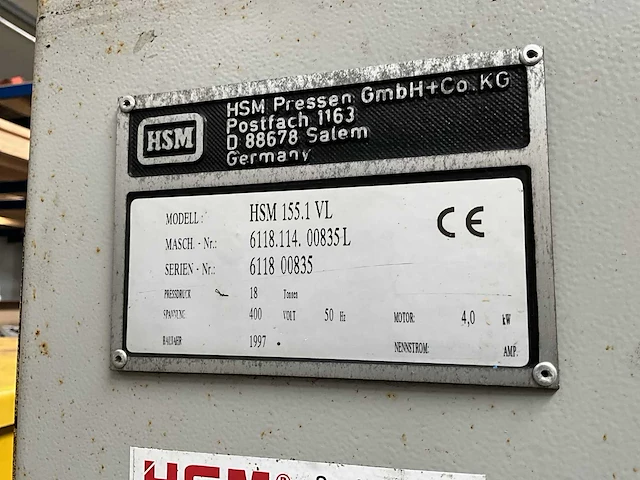 HSM
HSM Pressen GmbH+Co.KG
Postfach 1163
D 88678 Salem
Germany
MODELL: HSM 155.1 VL
MASCH.- Nr.: 6118.114. 00835 L
SERIEN.- Nr.: 6118 00835
PRESSDRUCK 18 Tonnen
SPANNUNG 400 VOLT 50 Hz MOTOR: 4,0 kW
BAUJAHR 1997 NENNSTROM: AMP.
CE
HSM®